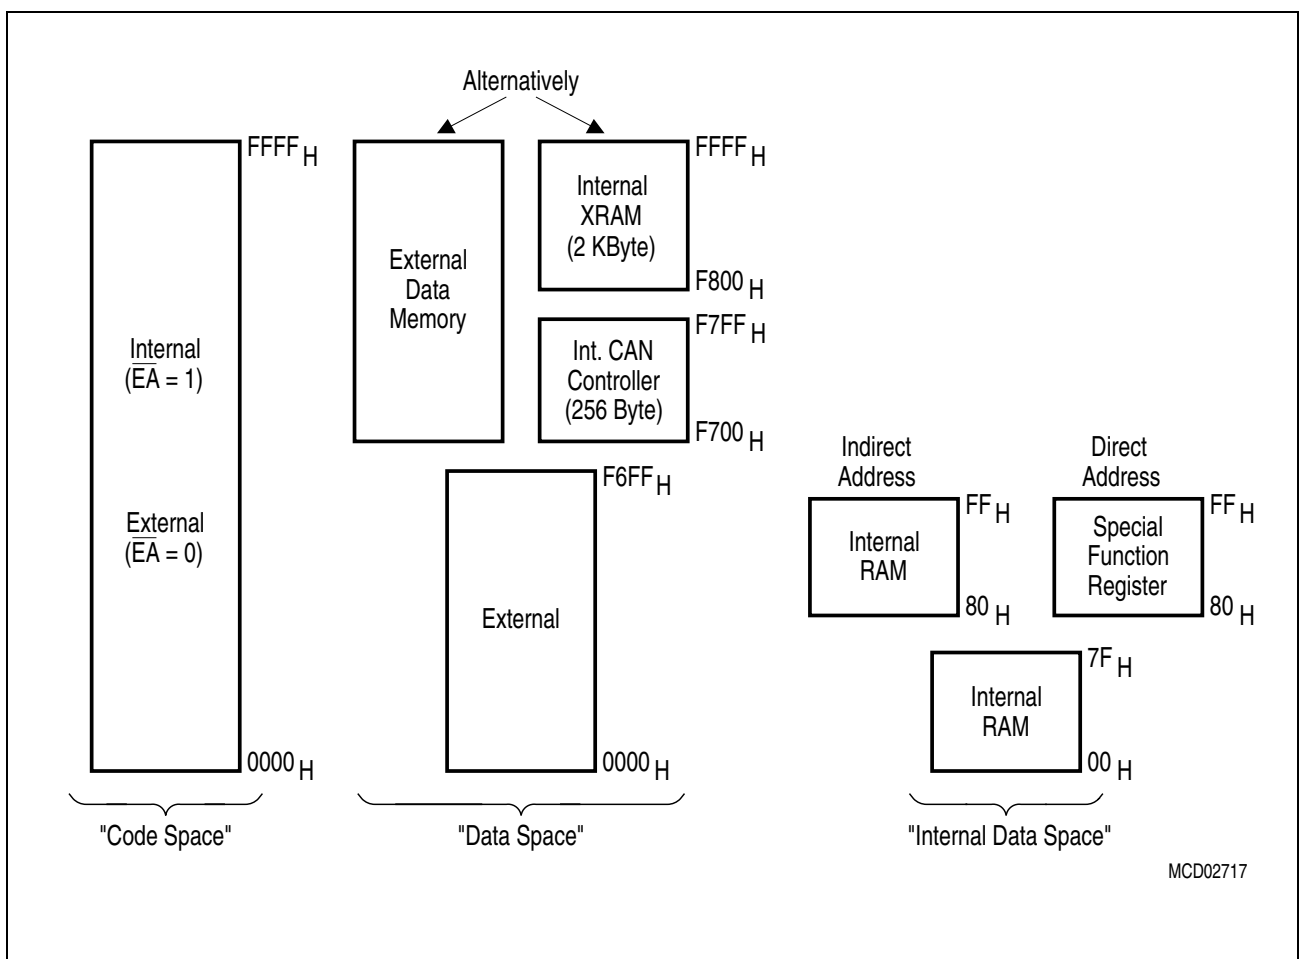 Alternatively
FFFF H
Internal
(E̅A̅ = 1)
External
(E̅A̅ = 0)
0000 H
"Code Space"
External
Data
Memory
FFFF H
Internal
XRAM
(2 KByte)
F800 H
F7FF H
Int. CAN
Controller
(256 Byte)
F700 H
F6FF H
External
0000 H
"Data Space"
Indirect
Address
FF H
Internal
RAM
80 H
Direct
Address
FF H
Special
Function
Register
80 H
7F H
Internal
RAM
00 H
"Internal Data Space"
MCD02717